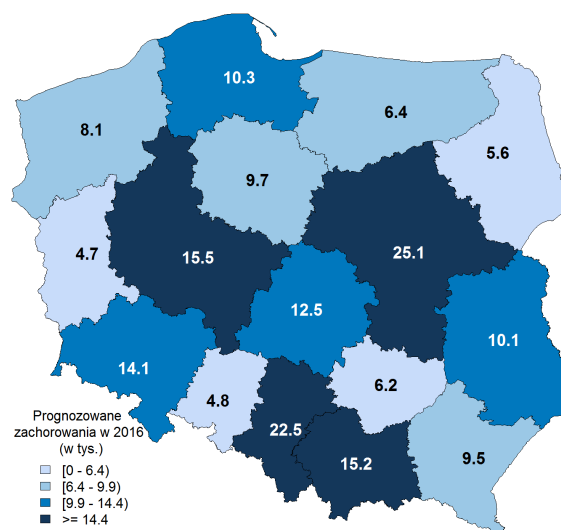 10.3
8.1
6.4
5.6
9.7
4.7
15.5
25.1
12.5
14.1
10.1
4.8
6.2
22.5
15.2
9.5
Prognozowane
zachorowania w 2016
(w tys.)
[0 - 6.4)
[6.4 - 9.9)
[9.9 - 14.4)
>= 14.4